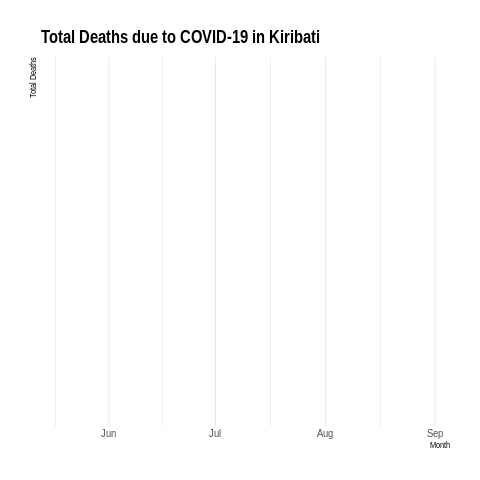 Total Deaths due to COVID-19 in Kiribati
Total Deaths
Jun Jul Aug Sep
Month